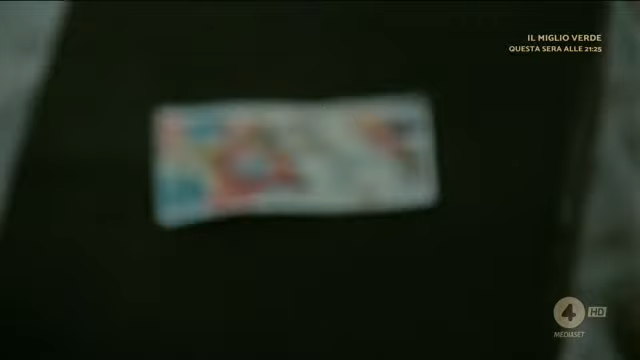 IL MIGLIO VERDE
QUESTA SERA ALLE 21:25
4 HD
MEDIASET